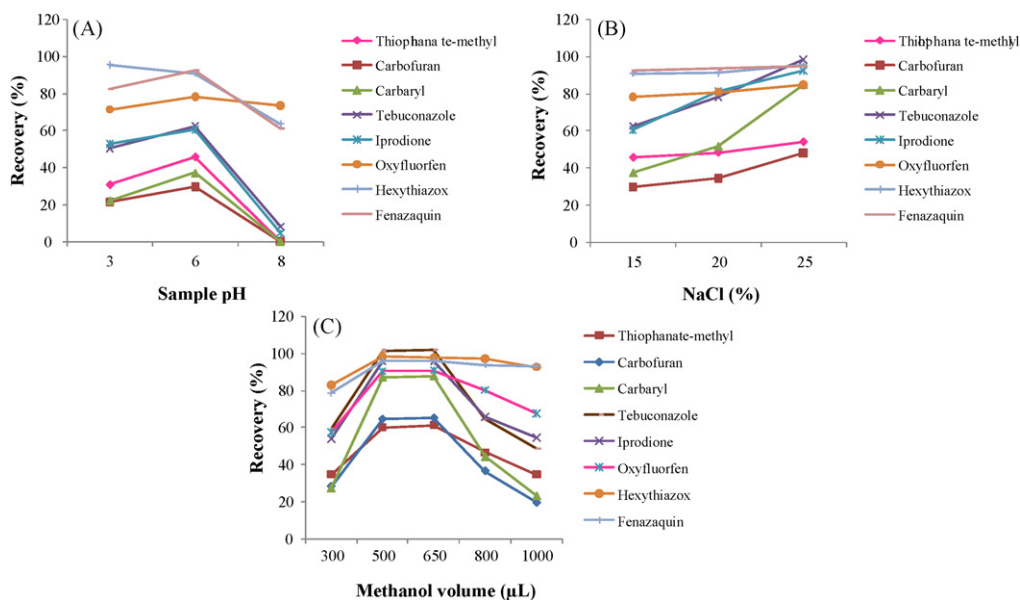 (A)
Recovery (%)
120
100
80
60
40
20
0
3 6 8
Sample pH
Thiophana te-methyl
Carbofuran
Carbaryl
Tebuconazole
Iprodione
Oxyfluorfen
Hexythiazox
Fenazaquin
(B)
Recovery (%)
120
100
80
60
40
20
0
15 20 25
NaCl (%)
Thiophana te-methyl
Carbofuran
Carbaryl
Tebuconazole
Iprodione
Oxyfluorfen
Hexythiazox
Fenazaquin
(C)
Recovery (%)
120
100
80
60
40
20
0
300 500 650 800 1000
Methanol volume (µL)
Thiophanate-methyl
Carbofuran
Carbaryl
Tebuconazole
Iprodione
Oxyfluorfen
Hexythiazox
Fenazaquin